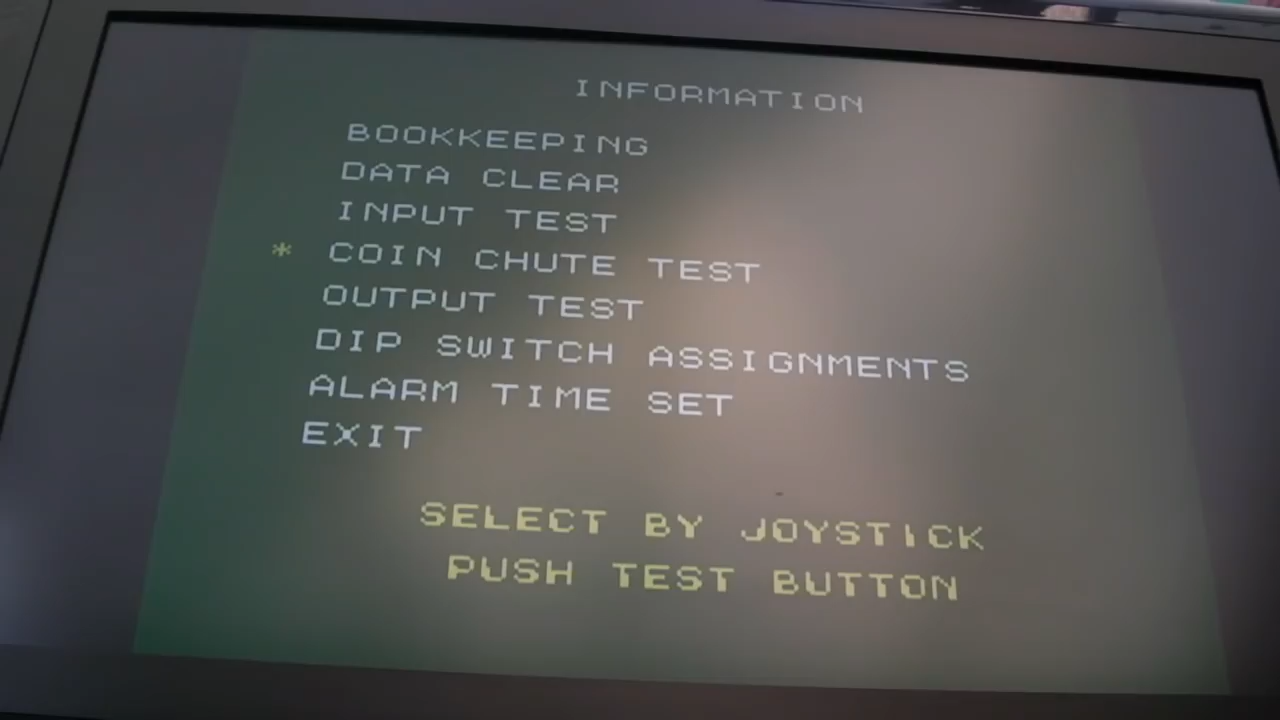 INFORMATION
BOOKKEEPING
DATA CLEAR
INPUT TEST
* COIN CHUTE TEST
OUTPUT TEST
DIP SWITCH ASSIGNMENTS
ALARM TIME SET
EXIT
SELECT BY JOYSTICK
PUSH TEST BUTTON